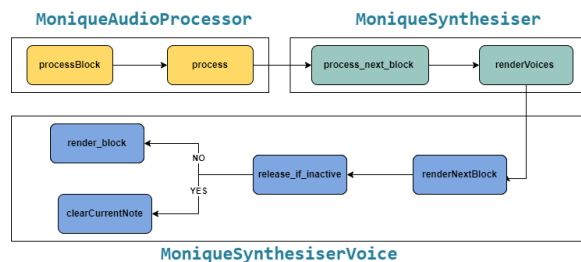 MoniqueAudioProcessor
MoniqueSynthesiser
processBlock
process
process_next_block
renderVoices
render_block
NO
release_if_inactive
renderNextBlock
YES
clearCurrentNote
MoniqueSynthesiserVoice